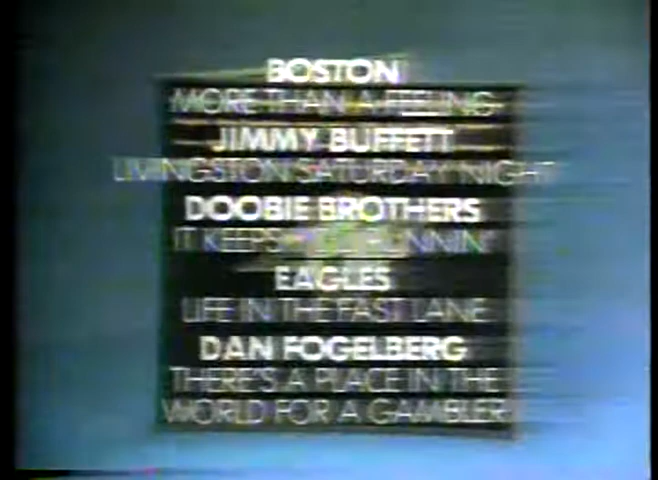 BOSTON
MORE THAN A FEELING
JIMMY BUFFETT
LIVINGSTON SATURDAY NIGHT
DOOBIE BROTHERS
IT KEEPS YOU RUNNIN'
EAGLES
LIFE IN THE FAST LANE
DAN FOGELBERG
THERE'S A PLACE IN THE
WORLD FOR A GAMBLER